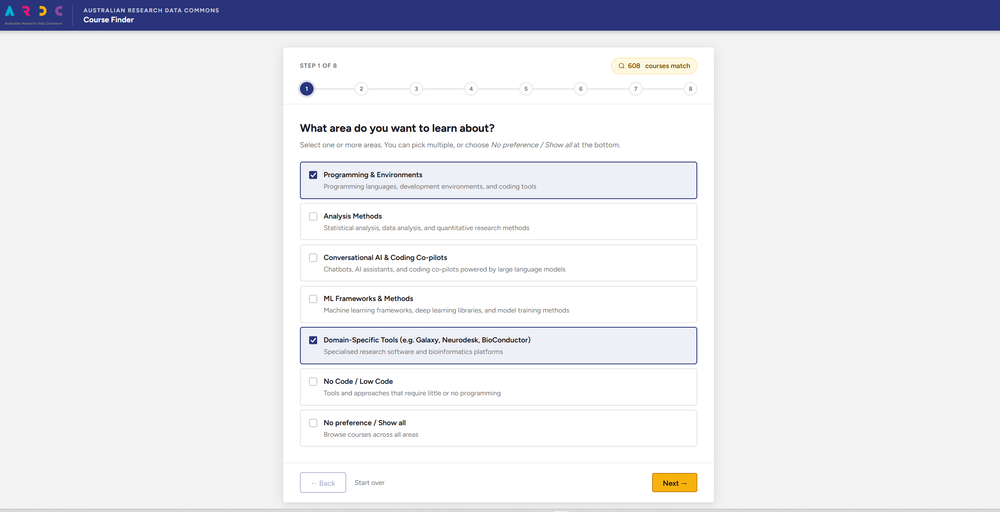 ARDC
Australian Research Data Commons
AUSTRALIAN RESEARCH DATA COMMONS
Course Finder
STEP 1 OF 8
608 courses match
1 2 3 4 5 6 7 8
What area do you want to learn about?
Select one or more areas. You can pick multiple, or choose No preference / Show all at the bottom.
Programming & Environments
Programming languages, development environments, and coding tools
Analysis Methods
Statistical analysis, data analysis, and quantitative research methods
Conversational AI & Coding Co-pilots
Chatbots, AI assistants, and coding co-pilots powered by large language models
ML Frameworks & Methods
Machine learning frameworks, deep learning libraries, and model training methods
Domain-Specific Tools (e.g. Galaxy, Neurodesk, BioConductor)
Specialised research software and bioinformatics platforms
No Code / Low Code
Tools and approaches that require little or no programming
No preference / Show all
Browse courses across all areas
← Back
Start over
Next →